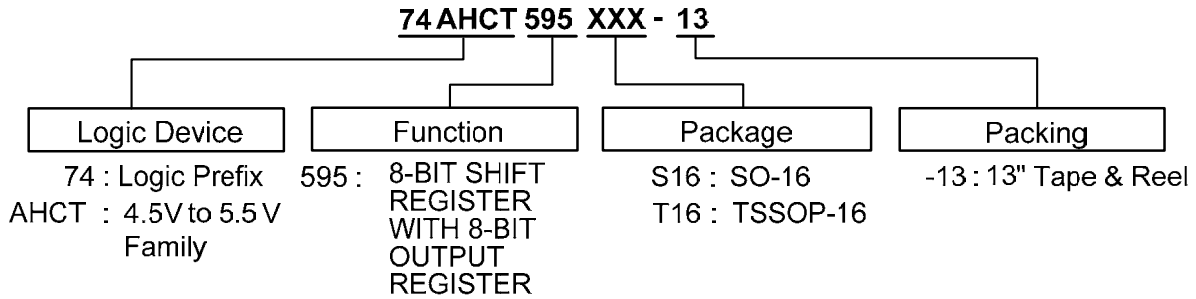 74 AHCT 595 XXX - 13
Logic Device
74 : Logic Prefix
AHCT : 4.5V to 5.5 V
Family
Function
595 : 8-BIT SHIFT
REGISTER
WITH 8-BIT
OUTPUT
REGISTER
Package
S16 : SO-16
T16 : TSSOP-16
Packing
-13 : 13" Tape & Reel